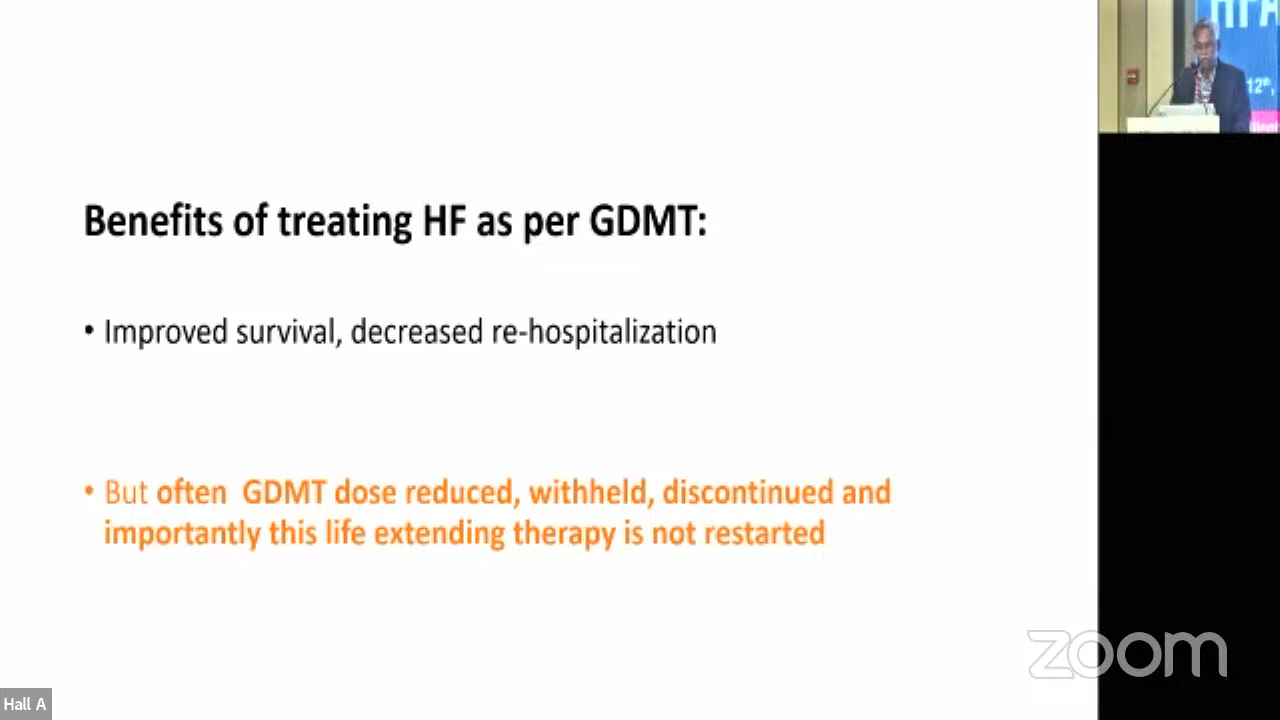 Benefits of treating HF as per GDMT:
• Improved survival, decreased re-hospitalization
• But often GDMT dose reduced, withheld, discontinued and
importantly this life extending therapy is not restarted
12th,
zoom
Hall A